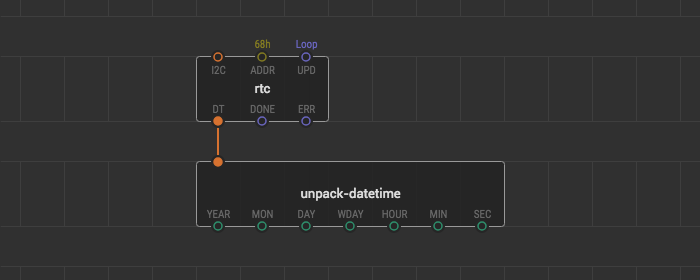 68h Loop
I2C ADDR UPD
rtc
DT DONE ERR
unpack-datetime
YEAR MON DAY WDAY HOUR MIN SEC